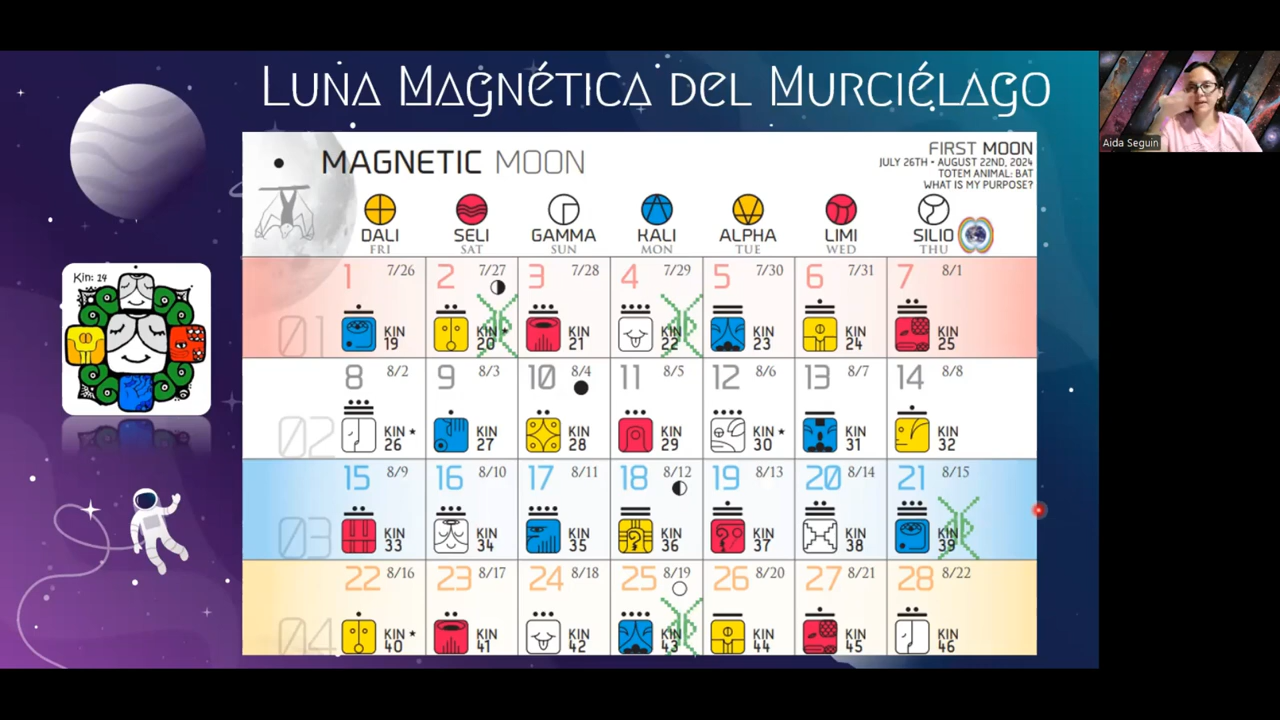 LUNA MAGNÉTICA DEL MURCIÉLAGO
Aida Seguin
MAGNETIC MOON
FIRST MOON
JULY 26TH • AUGUST 22ND, 2024
TOTEM ANIMAL: BAT
WHAT IS MY PURPOSE?
DALI SELI GAMMA KALI ALPHA LIMI SILIO
FRI SAT SUN MON TUE WED THU
Kin: 14
1 7/26 2 7/27 3 7/28 4 7/29 5 7/30 6 7/31 7 8/1
01 KIN 19 KIN * 20 KIN 21 KIN 22 KIN 23 KIN 24 KIN 25
8 8/2 9 8/3 10 8/4 11 8/5 12 8/6 13 8/7 14 8/8
02 KIN * 26 KIN 27 KIN 28 KIN 29 KIN * 30 KIN 31 KIN 32
15 8/9 16 8/10 17 8/11 18 8/12 19 8/13 20 8/14 21 8/15
03 KIN 33 KIN 34 KIN 35 KIN 36 KIN 37 KIN 38 KIN 39
22 8/16 23 8/17 24 8/18 25 8/19 26 8/20 27 8/21 28 8/22
04 KIN * 40 KIN 41 KIN 42 KIN 43 KIN 44 KIN 45 KIN 46